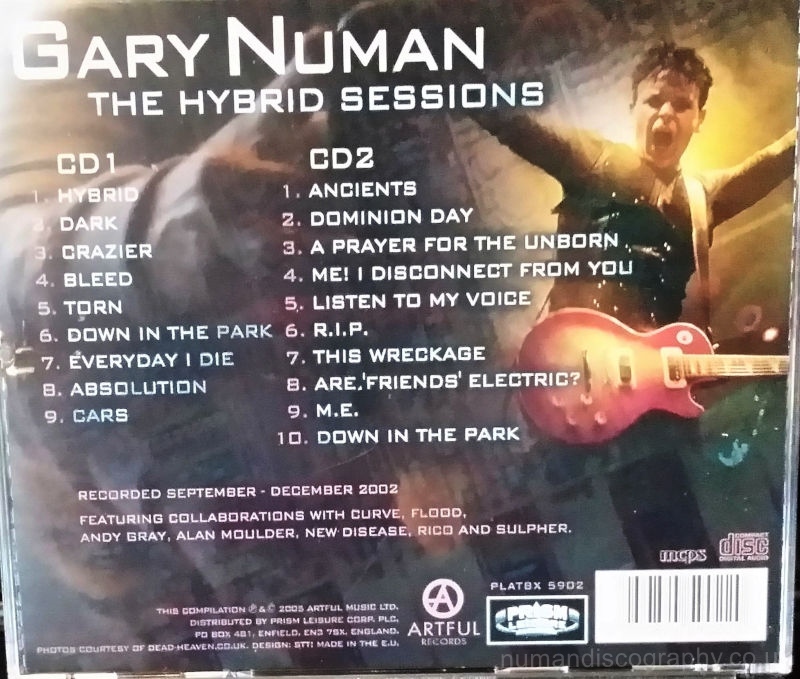 GARY NUMAN
THE HYBRID SESSIONS
CD1
1. HYBRID
2. DARK
3. CRAZIER
4. BLEED
5. TORN
6. DOWN IN THE PARK
7. EVERYDAY I DIE
8. ABSOLUTION
9. CARS
CD2
1. ANCIENTS
2. DOMINION DAY
3. A PRAYER FOR THE UNBORN
4. ME! I DISCONNECT FROM YOU
5. LISTEN TO MY VOICE
6. R.I.P.
7. THIS WRECKAGE
8. ARE 'FRIENDS' ELECTRIC?
9. M.E.
10. DOWN IN THE PARK
RECORDED SEPTEMBER - DECEMBER 2002
FEATURING COLLABORATIONS WITH CURVE, FLOOD,
ANDY GRAY, ALAN MOULDER, NEW DISEASE, RICO AND SULPHER.
THIS COMPILATION ℗ & © 2005 ARTFUL MUSIC LTD.
DISTRIBUTED BY PRISM LEISURE CORP. PLC,
PO BOX 481, ENFIELD, EN3 7SX, ENGLAND.
PHOTOS COURTESY OF DEAD-HEAVEN.CO.UK. DESIGN: STT! MADE IN THE E.U.
ARTFUL
RECORDS
PLATBX 5902
PRISM
mcps
COMPACT
disc
DIGITAL AUDIO
numandiscography.co.uk